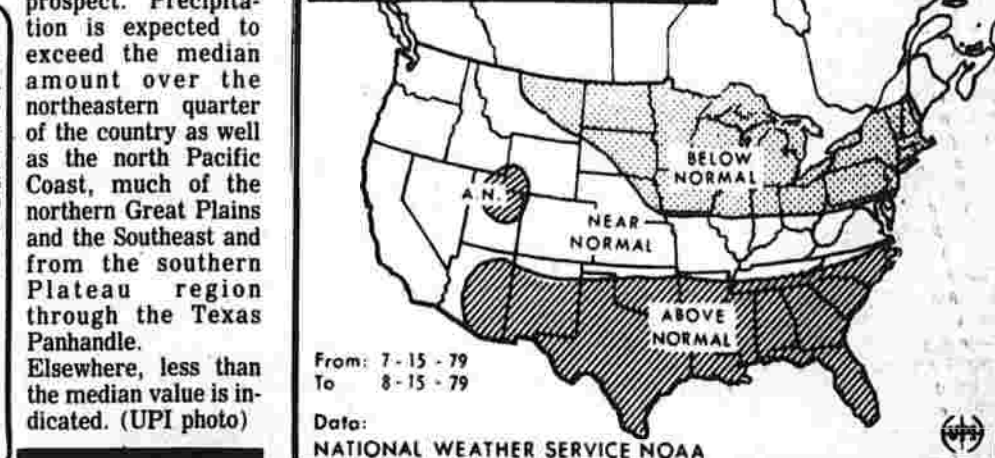 prospect. Precipita-
tion is expected to
exceed the median
amount over the
northeastern quarter
of the country as well
as the north Pacific
Coast, much of the
northern Great Plains
and the Southeast and
from the southern
Plateau region
through the Texas
Panhandle.
Elsewhere, less than
the median value is in-
dicated. (UPI photo)
BELOW
NORMAL
A.N.
NEAR
NORMAL
ABOVE
NORMAL
From: 7-15-79
To 8-15-79
Data:
NATIONAL WEATHER SERVICE NOAA
UPI